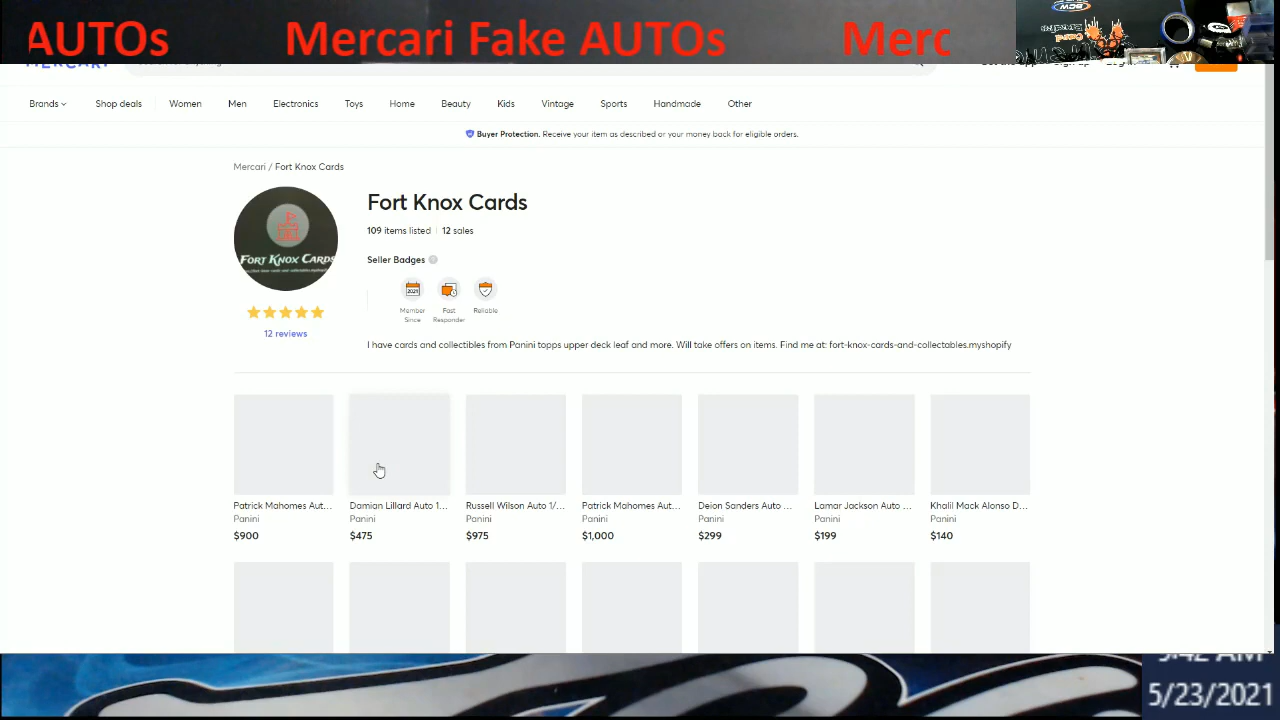 AUTOs Mercari Fake AUTOs Merc
Brands Shop deals Women Men Electronics Toys Home Beauty Kids Vintage Sports Handmade Other
Buyer Protection. Receive your item as described or your money back for eligible orders.
Mercari / Fort Knox Cards
Fort Knox Cards
109 items listed | 12 sales
Seller Badges ?
2021
Member Since
Fast Responder
Reliable
FORT KNOX CARDS
12 reviews
I have cards and collectibles from Panini topps upper deck leaf and more. Will take offers on items. Find me at: fort-knox-cards-and-collectables.myshopify
Patrick Mahomes Aut...
Panini
$900
Damian Lillard Auto 1...
Panini
$475
Russell Wilson Auto 1/...
Panini
$975
Patrick Mahomes Aut...
Panini
$1,000
Deion Sanders Auto ...
Panini
$299
Lamar Jackson Auto ...
Panini
$199
Khalil Mack Alonso D...
Panini
$140
5/23/2021